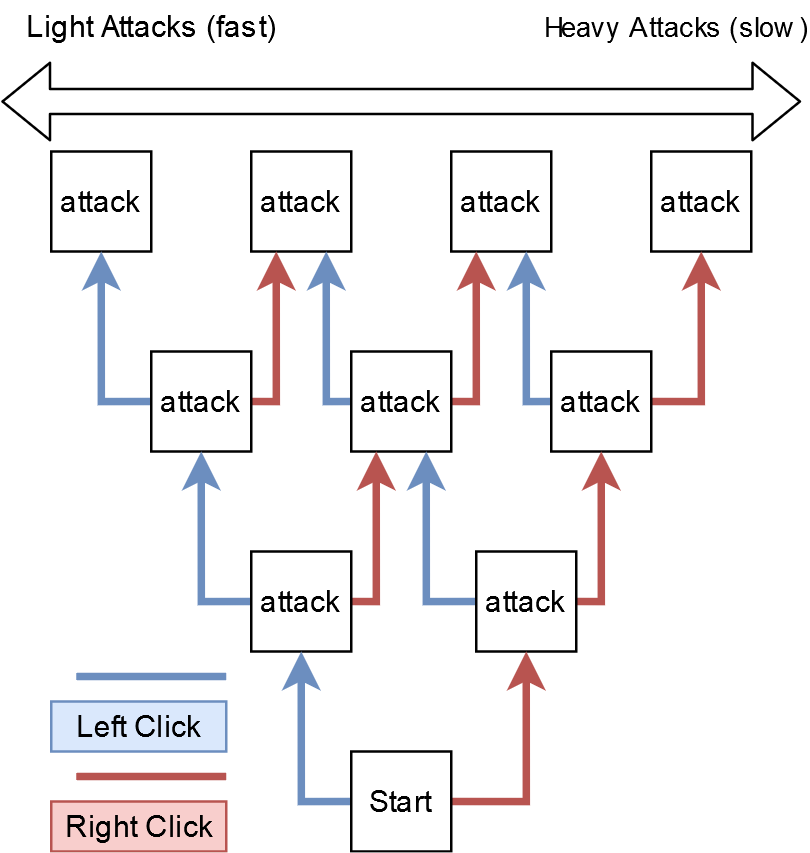 Light Attacks (fast)
Heavy Attacks (slow)
attack
attack
attack
attack
attack
attack
attack
attack
attack
Left Click
Right Click
Start